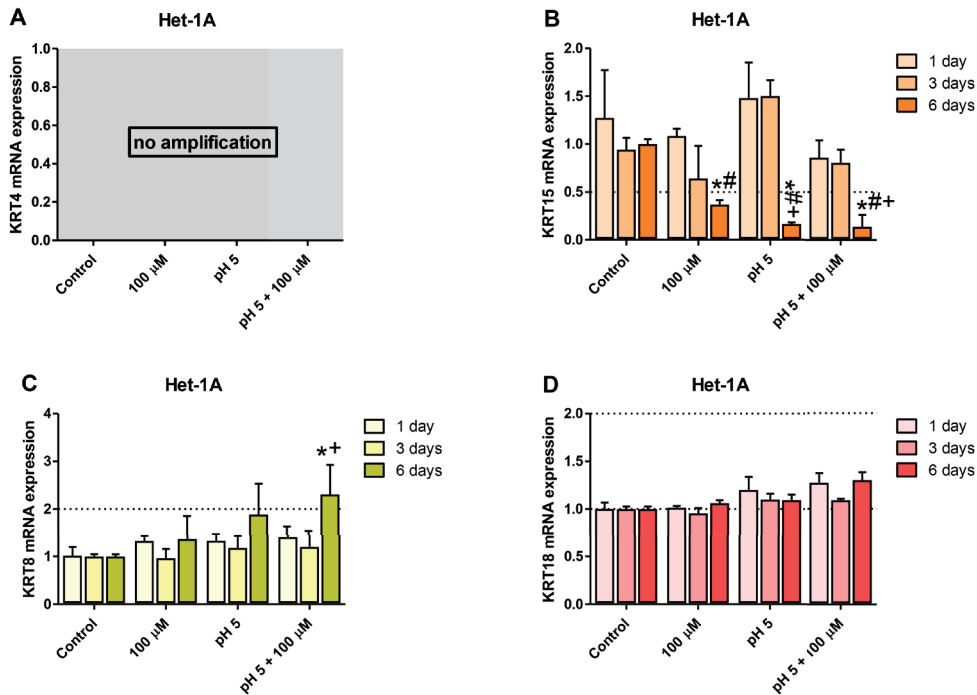 A
Het-1A
KRT4 mRNA expression
1.0
0.8
0.6
0.4
0.2
0.0
no amplification
Control
100 μM
pH 5
pH 5 + 100 μM
B
Het-1A
KRT15 mRNA expression
2.0
1.5
1.0
0.5
0.0
*#
*#+
*#+
Control
100 μM
pH 5
pH 5 + 100 μM
1 day
3 days
6 days
C
Het-1A
KRT8 mRNA expression
4
3
2
1
0
*+
Control
100 μM
pH 5
pH 5 + 100 μM
1 day
3 days
6 days
D
Het-1A
KRT18 mRNA expression
2.0
1.5
1.0
0.5
0.0
Control
100 μM
pH 5
pH 5 + 100 μM
1 day
3 days
6 days